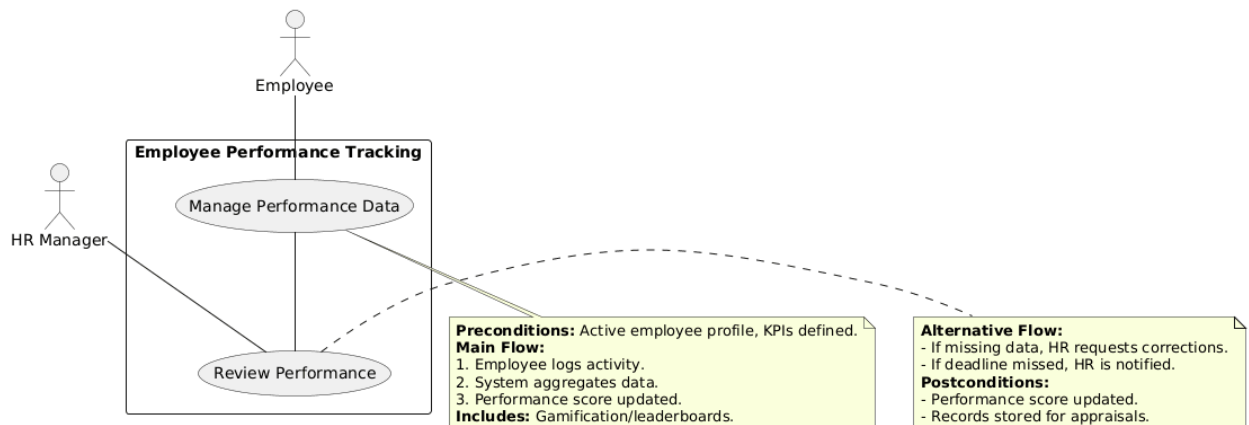 Employee
Employee Performance Tracking
Manage Performance Data
HR Manager
Review Performance
Preconditions: Active employee profile, KPIs defined.
Main Flow:
1. Employee logs activity.
2. System aggregates data.
3. Performance score updated.
Includes: Gamification/leaderboards.
Alternative Flow:
- If missing data, HR requests corrections.
- If deadline missed, HR is notified.
Postconditions:
- Performance score updated.
- Records stored for appraisals.